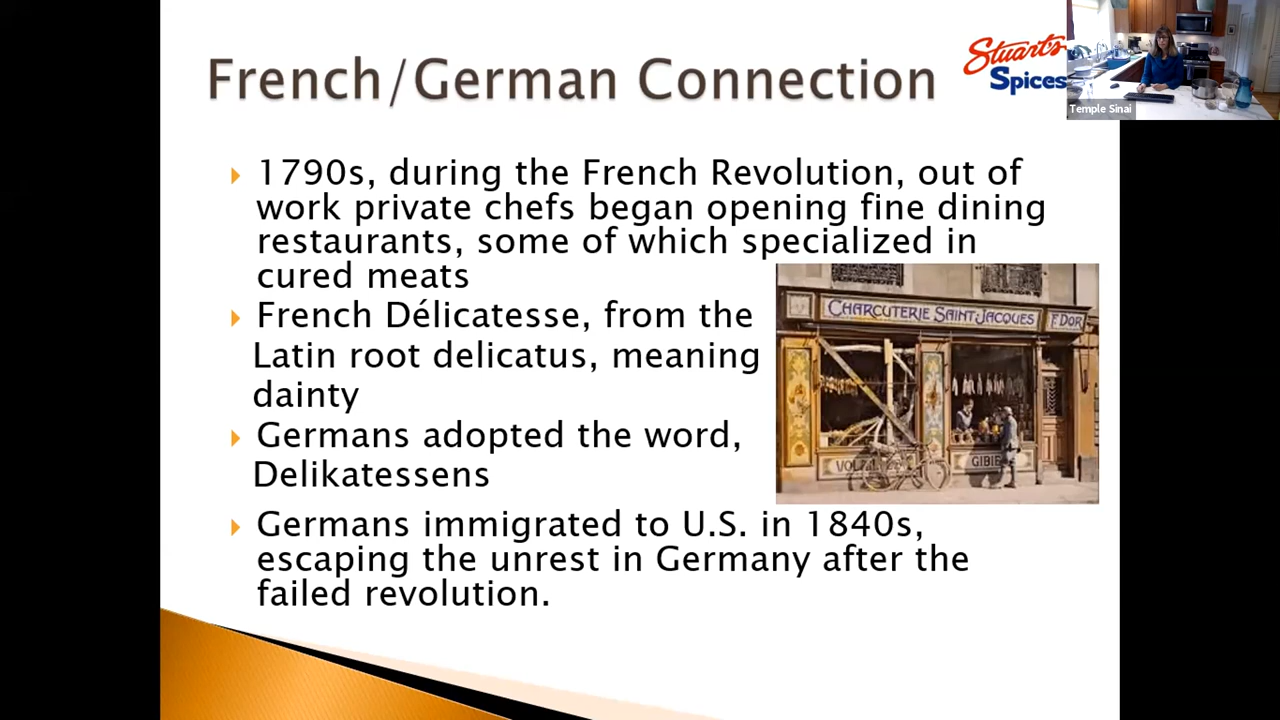 French/German Connection
Stuart's
Spices
Temple Sinai
1790s, during the French Revolution, out of
work private chefs began opening fine dining
restaurants, some of which specialized in
cured meats
French Délicatesse, from the
Latin root delicatus, meaning
dainty
Germans adopted the word,
Delikatessens
Germans immigrated to U.S. in 1840s,
escaping the unrest in Germany after the
failed revolution.
CHARCUTERIE SAINT-JACQUES
F. DOR
GIBIE